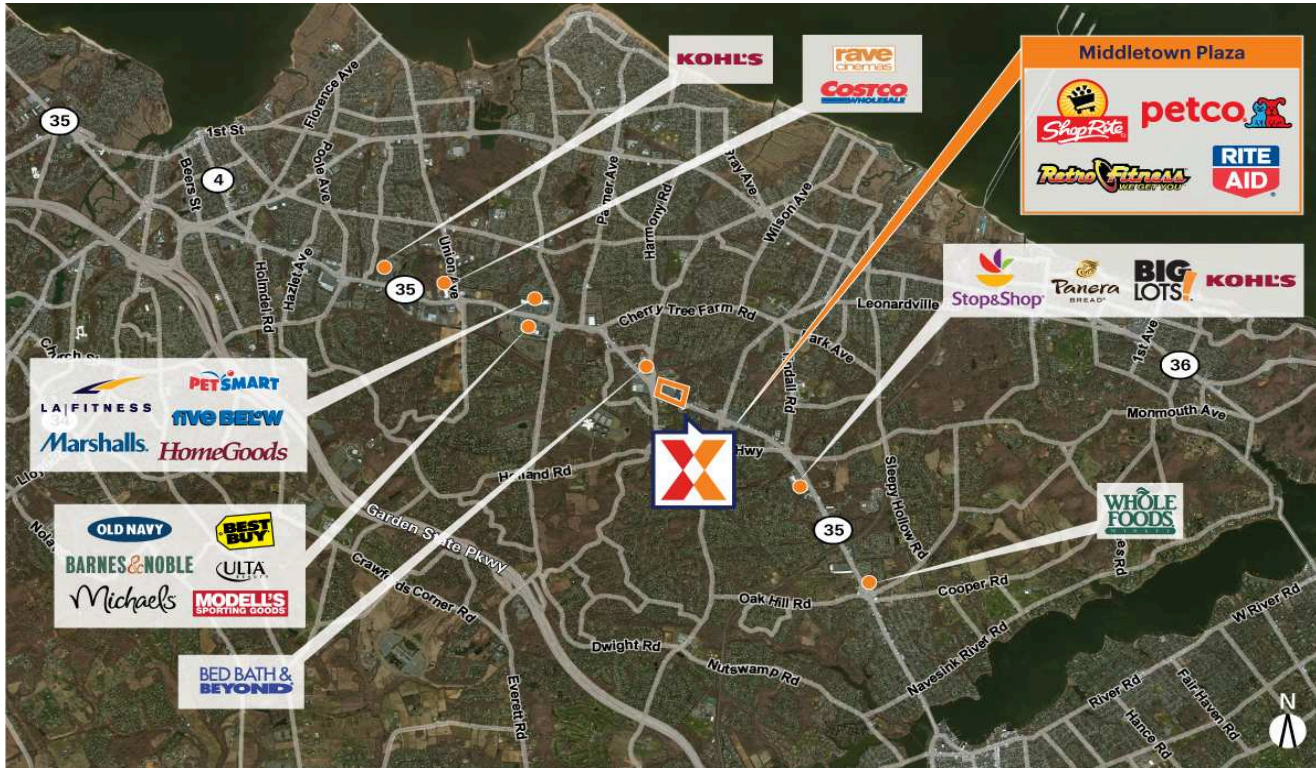 Middletown Plaza
ShopRite
petco
Retro Fitness
WE GET YOU
RITE
AID
KOHL'S
rave
cinemas
COSTCO
WHOLESALE
Stop&Shop
Panera
BREAD
BIG
LOTS!
KOHL'S
LA|FITNESS
PETSMART
five BEL°W
Marshalls.
HomeGoods
OLD NAVY
BEST
BUY
BARNES&NOBLE
ULTA
BEAUTY
Michaels
MODELL'S
SPORTING GOODS
BED BATH &
BEYOND
WHOLE
FOODS
MARKET
35
4
35
36
35
34
1st St
Florence Ave
Poole Ave
Beers St
Hazlet Ave
Holmdel Rd
Union Ave
Palmer Ave
Harmony Rd
Wilson Ave
Cherry Tree Farm Rd
Leonardville
1st Ave
Monmouth Ave
Hwy
Sleepy Hollow Rd
Holland Rd
Garden State Pkwy
Crawfords Corner Rd
Everett Rd
Dwight Rd
Nutswamp Rd
Oak Hill Rd
Cooper Rd
Navesink River Rd
W River Rd
River Rd
Fair Haven Rd
Hance Rd
N